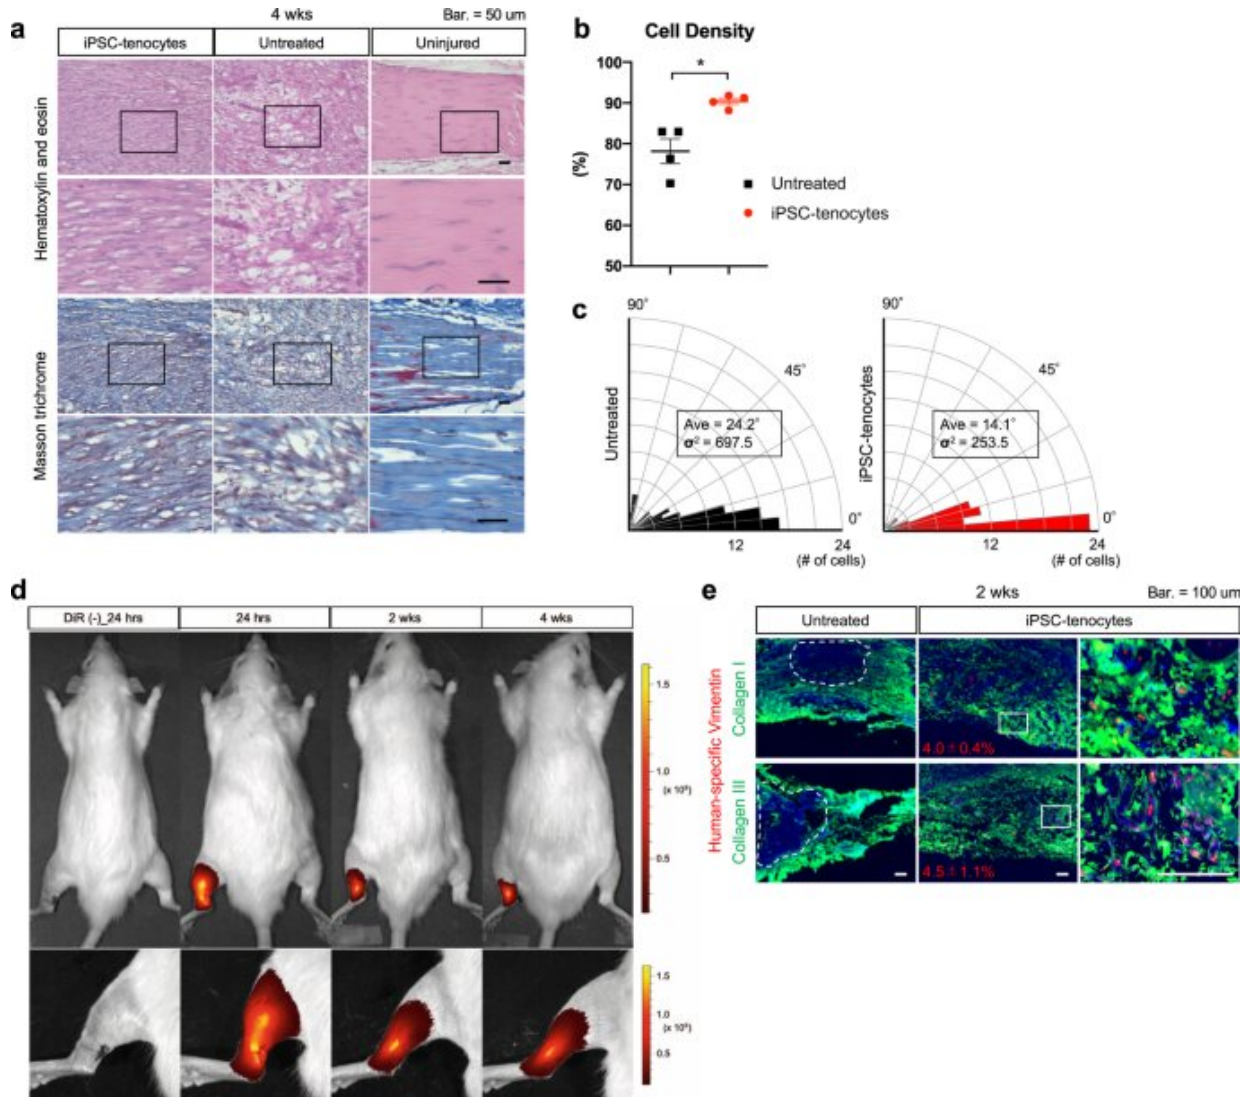 a
4 wks
Bar. = 50 um
iPSC-tenocytes
Untreated
Uninjured
Hematoxylin and eosin
Masson trichrome
b
Cell Density
100
90
80
70
60
50
(%)
*
Untreated
iPSC-tenocytes
c
90°
45°
0°
Untreated
Ave = 24.2°
σ² = 697.5
12
24
(# of cells)
90°
45°
0°
iPSC-tenocytes
Ave = 14.1°
σ² = 253.5
12
24
(# of cells)
d
DiR (-)_24 hrs
24 hrs
2 wks
4 wks
1.5
1.0
(x 10⁹)
0.5
1.5
1.0
(x 10⁹)
0.5
e
2 wks
Bar. = 100 um
Untreated
iPSC-tenocytes
Human-specific Vimentin
Collagen I
Collagen III
4.0 ± 0.4%
4.5 ± 1.1%